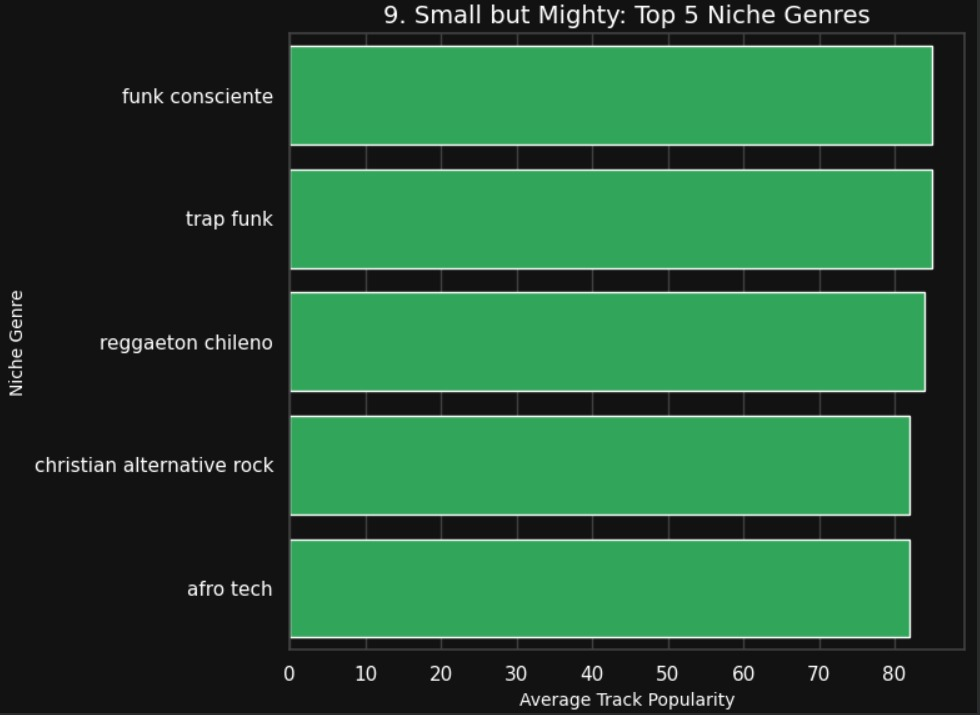 9. Small but Mighty: Top 5 Niche Genres
funk consciente
trap funk
reggaeton chileno
christian alternative rock
afro tech
Niche Genre
0 10 20 30 40 50 60 70 80
Average Track Popularity